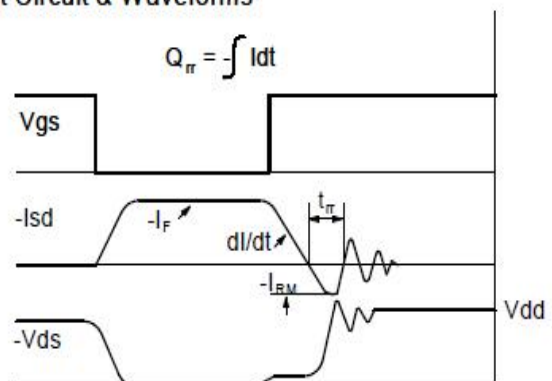 t Circuit & Waveforms
Qrr = -∫ Idt
Vgs
-Isd
-IF
dI/dt
trr
-IRM
Vdd
-Vds